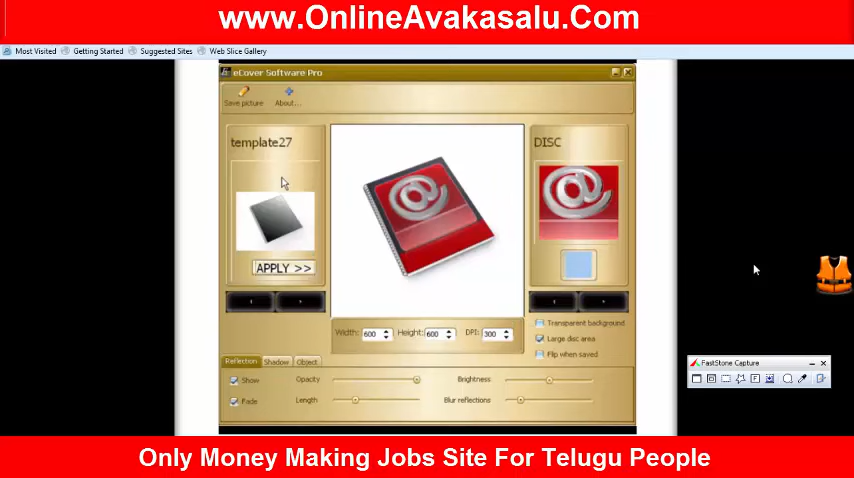 www.OnlineAvakasalu.Com
Most Visited Getting Started Suggested Sites Web Slice Gallery
eCover Software Pro
Save picture About...
template27
DISC
@
@
APPLY >>
Width: 600 Height: 600 DPI: 300
Transparent background
Large disc area
Flip when saved
Reflection Shadow Object
Show Opacity Brightness
Fade Length Blur reflections
FastStone Capture
Only Money Making Jobs Site For Telugu People